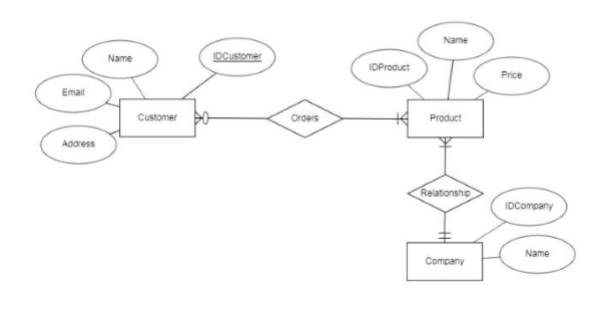 Name
IDCustomer
Email
Customer
Address
Orders
Name
IDProduct
Price
Product
Relationship
IDCompany
Company
Name